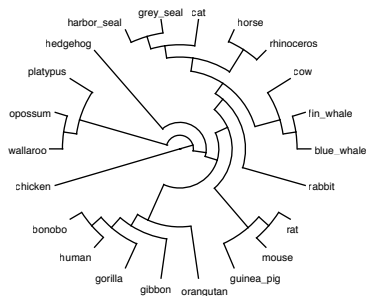 grey_seal
cat
harbor_seal
horse
hedgehog
rhinoceros
platypus
cow
opossum
fin_whale
wallaroo
blue_whale
chicken
rabbit
bonobo
rat
human
mouse
gorilla
guinea_pig
gibbon
orangutan